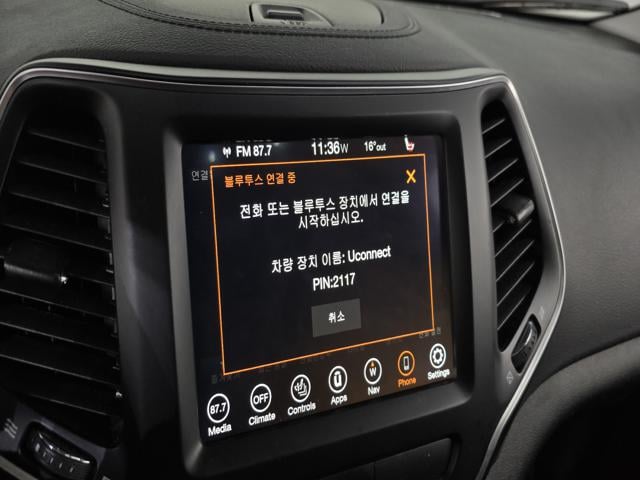 FM 87.7
11:36W
16°out
연결
블루투스 연결 중
X
전화 또는 블루투스 장치에서 연결을
시작하십시오.
차량 장치 이름: Uconnect
PIN:2117
취소
87.7
OFF
W
Media
Climate
Controls
Apps
Nav
Phone
Settings